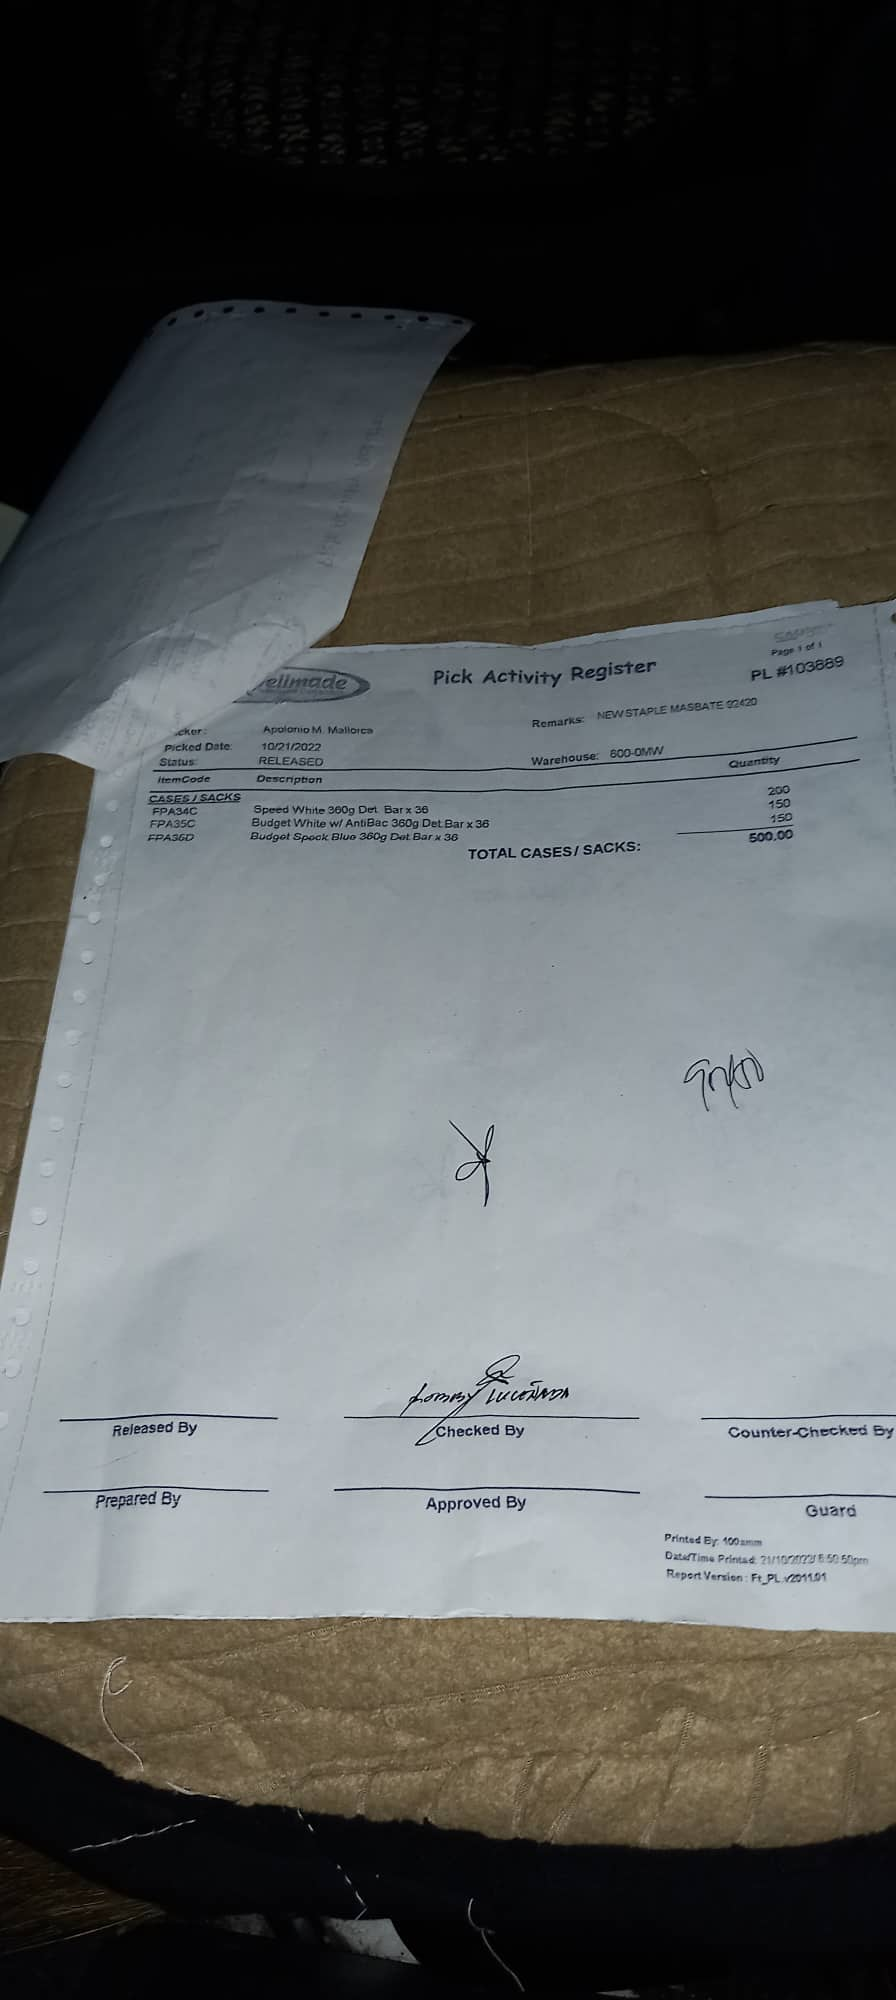 ellmade
Pick Activity Register
Page 1 of 1
PL #103889
cker: Apolonio M. Mallorca
Remarks: NEW STAPLE MASBATE 92420
Picked Date: 10/21/2022
Status: RELEASED
Warehouse: 600-0MW
ItemCode Description Quantity
CASES / SACKS
FPA34C Speed White 360g Det. Bar x 36 200
FPA35C Budget White w/ AntiBac 360g Det.Bar x 36 150
FPA36D Budget Speck Blue 360g Det.Bar x 36 150
TOTAL CASES / SACKS: 500.00
Released By
Checked By
Counter-Checked By
Prepared By
Approved By
Guard
Printed By:
Date/Time Printed:
Report Version : Ft_PL.v2011.01